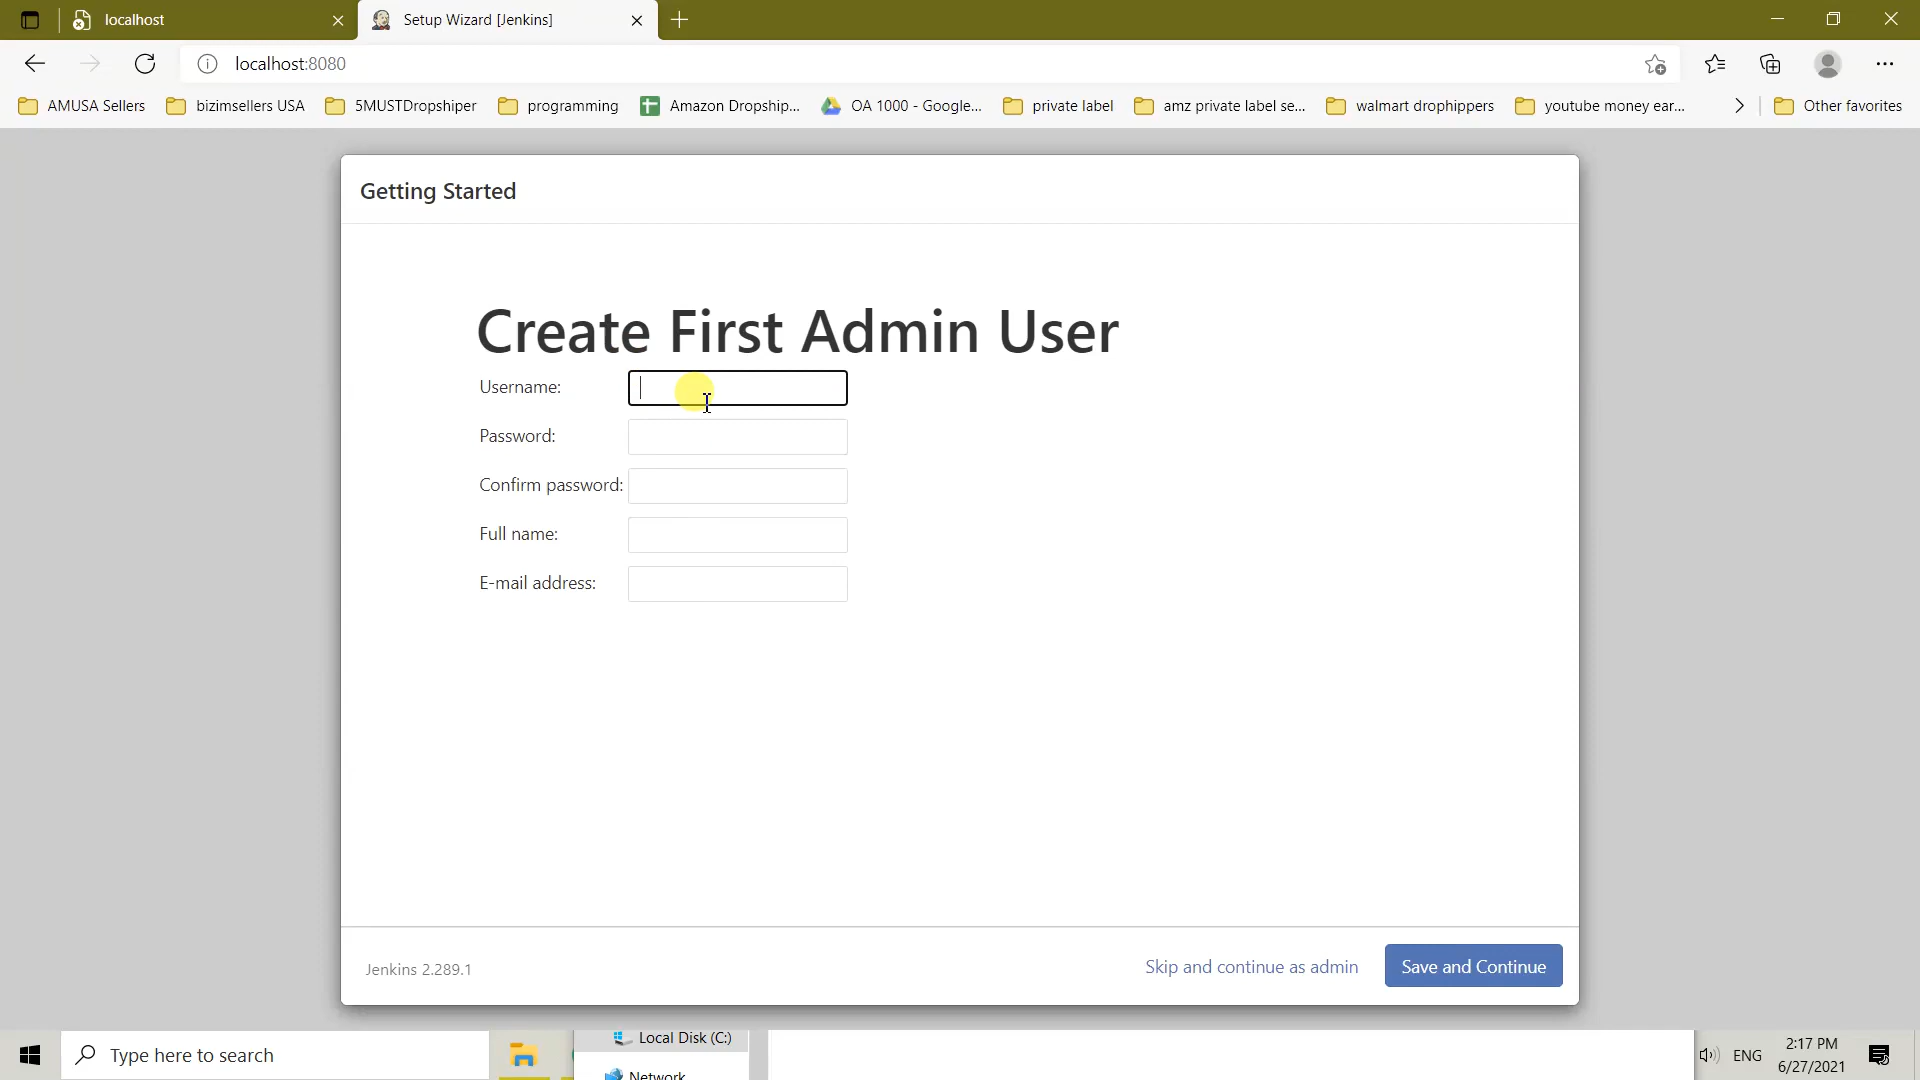 localhost
Setup Wizard [Jenkins]
localhost:8080
AMUSA Sellers
bizimsellers USA
5MUSTDropshiper
programming
Amazon Dropship...
OA 1000 - Google...
private label
amz private label se...
walmart drophippers
youtube money ear...
Other favorites
Getting Started
Create First Admin User
Username:
Password:
Confirm password:
Full name:
E-mail address:
Jenkins 2.289.1
Skip and continue as admin
Save and Continue
Local Disk (C:)
Network
Type here to search
ENG
2:17 PM
6/27/2021